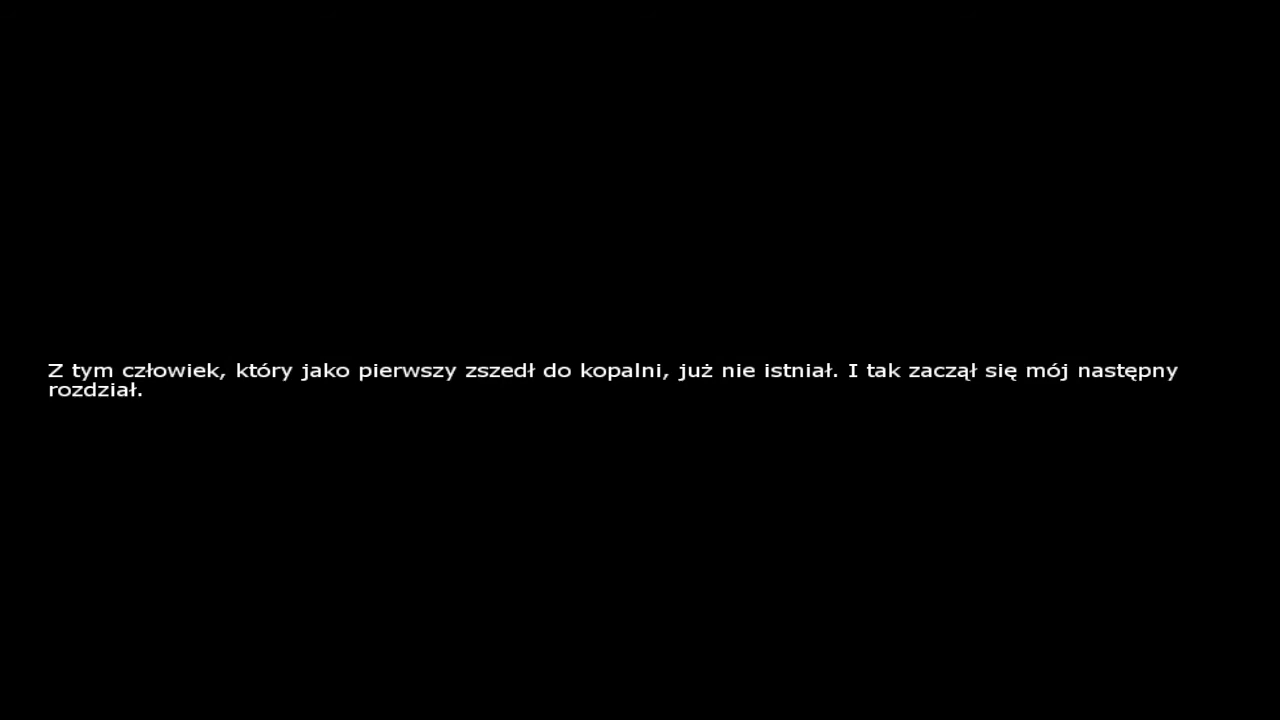 Z tym człowiek, który jako pierwszy zszedł do kopalni, już nie istniał. I tak zaczął się mój następny
rozdział.